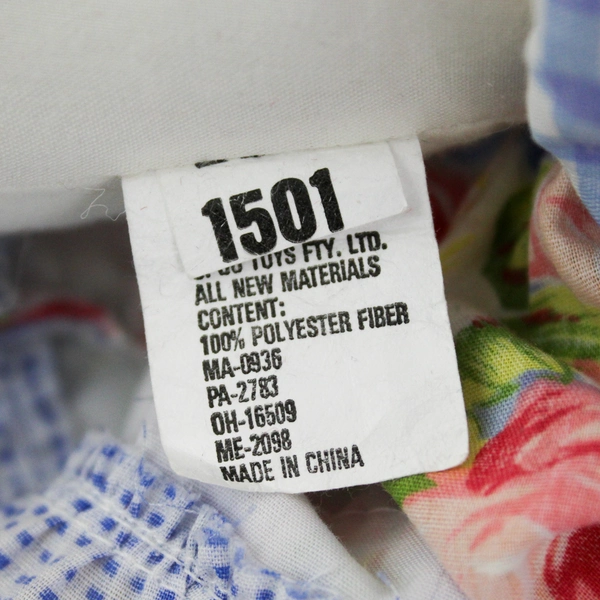 1501
TOYS FTY. LTD.
ALL NEW MATERIALS
CONTENT:
100% POLYESTER FIBER
MA-0936
PA-2783
OH-16509
ME-2098
MADE IN CHINA